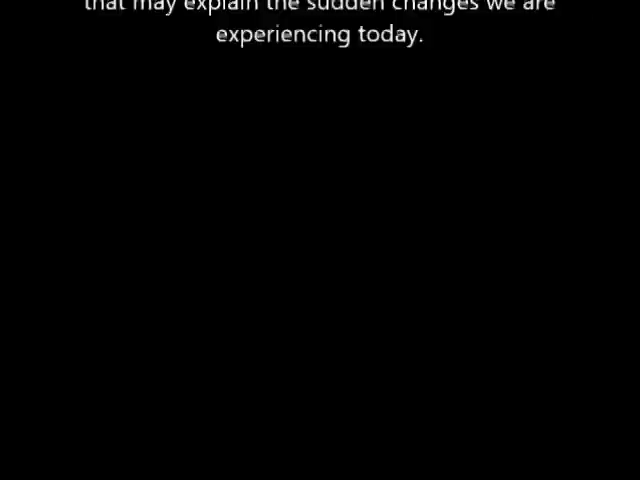 that may explain the sudden changes we are
experiencing today.